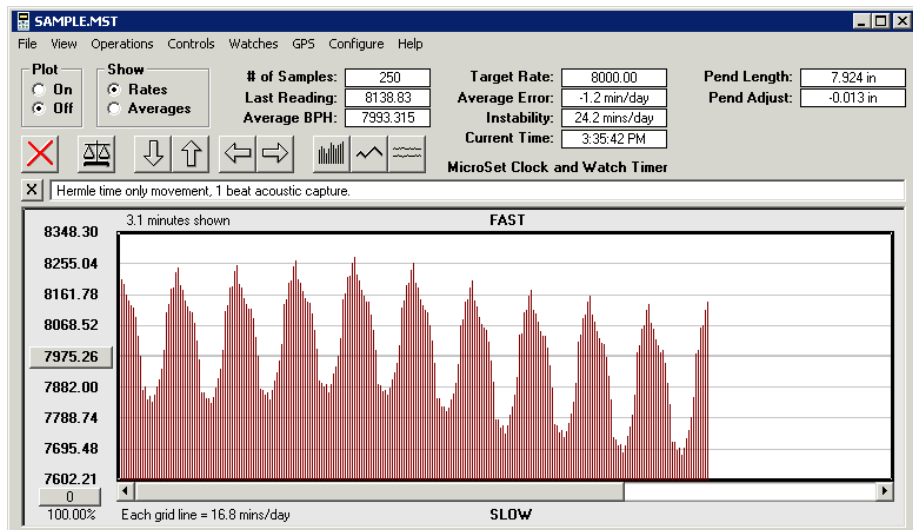 SAMPLE.MST
File View Operations Controls Watches GPS Configure Help
Plot
On
Off
Show
Rates
Averages
# of Samples: 250
Last Reading: 8138.83
Average BPH: 7993.315
Target Rate: 8000.00
Average Error: -1.2 min/day
Instability: 24.2 mins/day
Current Time: 3:35:42 PM
Pend Length: 7.924 in
Pend Adjust: -0.013 in
MicroSet Clock and Watch Timer
X Hermle time only movement, 1 beat acoustic capture.
3.1 minutes shown FAST
8348.30
8255.04
8161.78
8068.52
7975.26
7882.00
7788.74
7695.48
7602.21
0
100.00% Each grid line = 16.8 mins/day SLOW